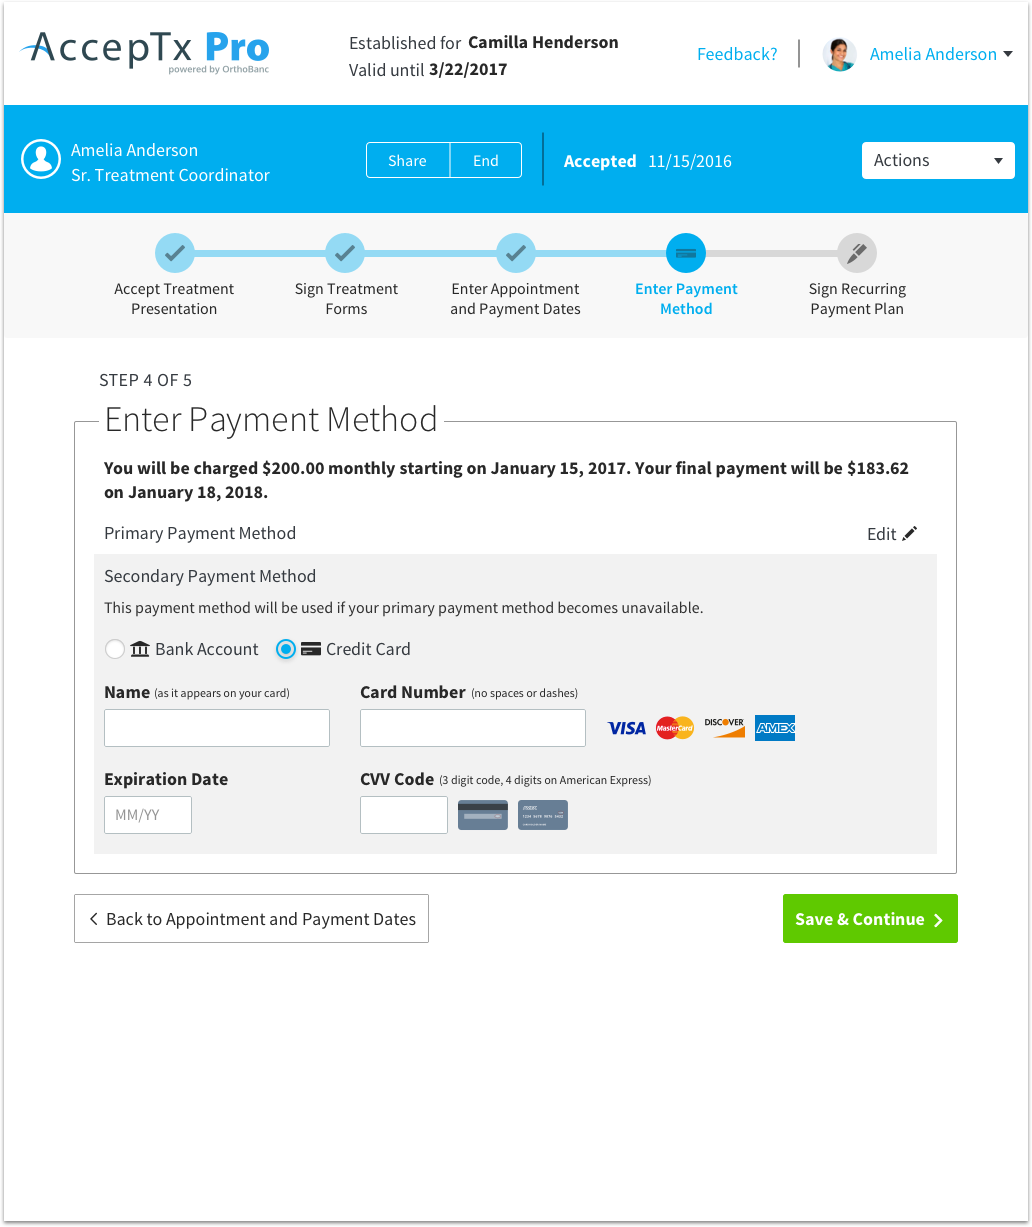 AccepTx Pro
powered by OrthoBanc
Established for Camilla Henderson
Valid until 3/22/2017
Feedback?
Amelia Anderson
Amelia Anderson
Sr. Treatment Coordinator
Share
End
Accepted 11/15/2016
Actions
Accept Treatment
Presentation
Sign Treatment
Forms
Enter Appointment
and Payment Dates
Enter Payment
Method
Sign Recurring
Payment Plan
STEP 4 OF 5
Enter Payment Method
You will be charged $200.00 monthly starting on January 15, 2017. Your final payment will be $183.62
on January 18, 2018.
Primary Payment Method
Edit
Secondary Payment Method
This payment method will be used if your primary payment method becomes unavailable.
Bank Account
Credit Card
Name (as it appears on your card)
Card Number (no spaces or dashes)
VISA
MasterCard
DISCOVER
AMEX
Expiration Date
CVV Code (3 digit code, 4 digits on American Express)
MM/YY
Back to Appointment and Payment Dates
Save & Continue